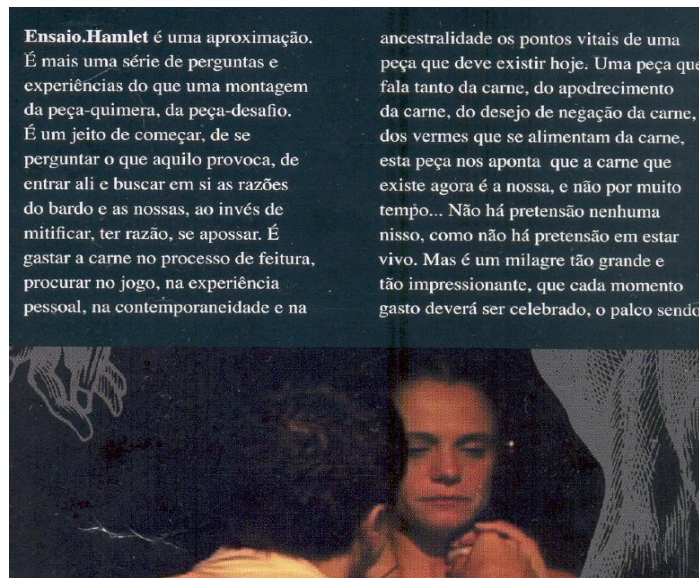 Ensaio.Hamlet é uma aproximação.
É mais uma série de perguntas e
experiências do que uma montagem
da peça-quimera, da peça-desafio.
É um jeito de começar, de se
perguntar o que aquilo provoca, de
entrar ali e buscar em si as razões
do bardo e as nossas, ao invés de
mitificar, ter razão, se apossar. É
gastar a carne no processo de feitura,
procurar no jogo, na experiência
pessoal, na contemporaneidade e na
ancestralidade os pontos vitais de uma
peça que deve existir hoje. Uma peça que
fala tanto da carne, do apodrecimento
da carne, do desejo de negação da carne,
dos vermes que se alimentam da carne,
esta peça nos aponta que a carne que
existe agora é a nossa, e não por muito
tempo... Não há pretensão nenhuma
nisso, como não há pretensão em estar
vivo. Mas é um milagre tão grande e
tão impressionante, que cada momento
gasto deverá ser celebrado, o palco sendo